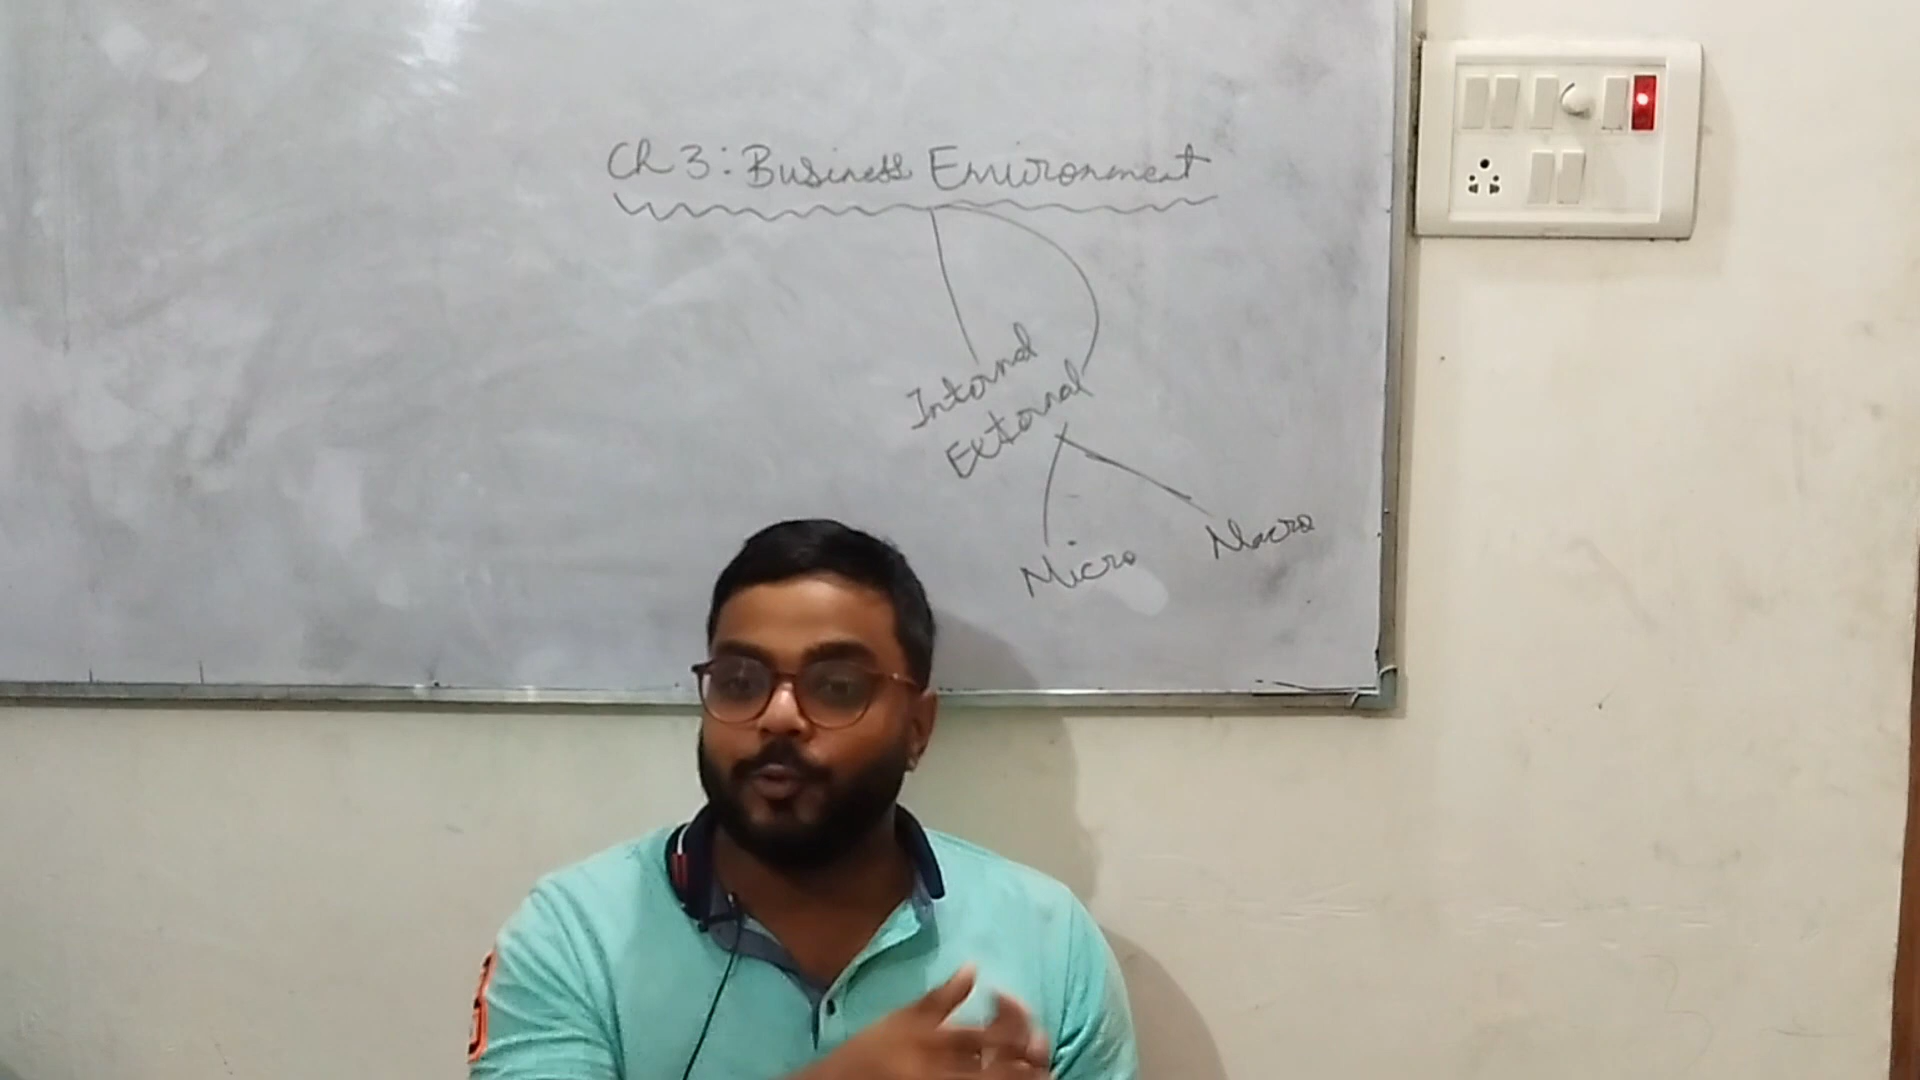 Ch 3: Business Environment
Internal
External
Micro
Macro